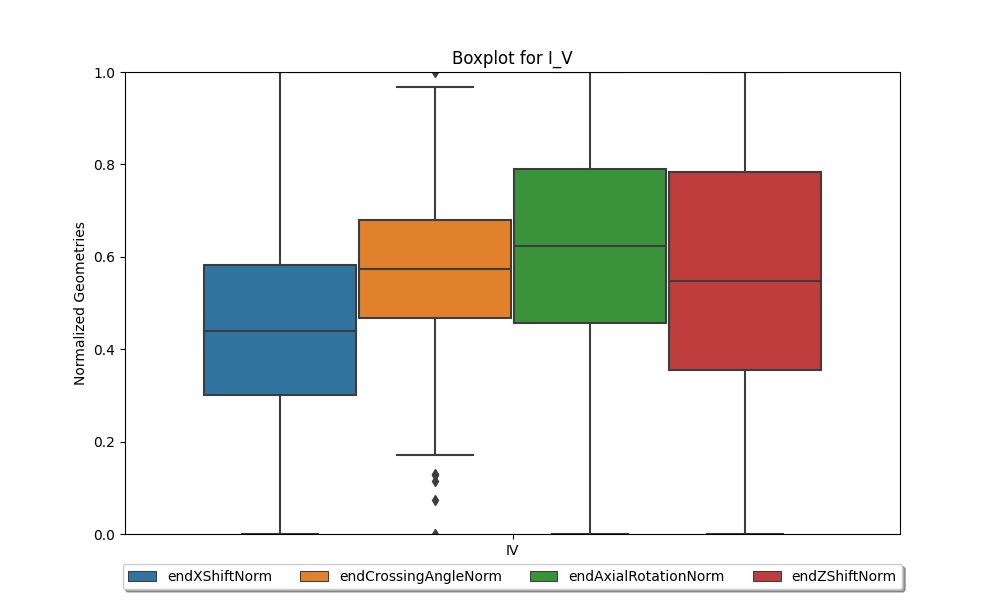 Boxplot for I_V
1.0
0.8
0.6
0.4
0.2
0.0
Normalized Geometries
IV
endXShiftNorm endCrossingAngleNorm endAxialRotationNorm endZShiftNorm